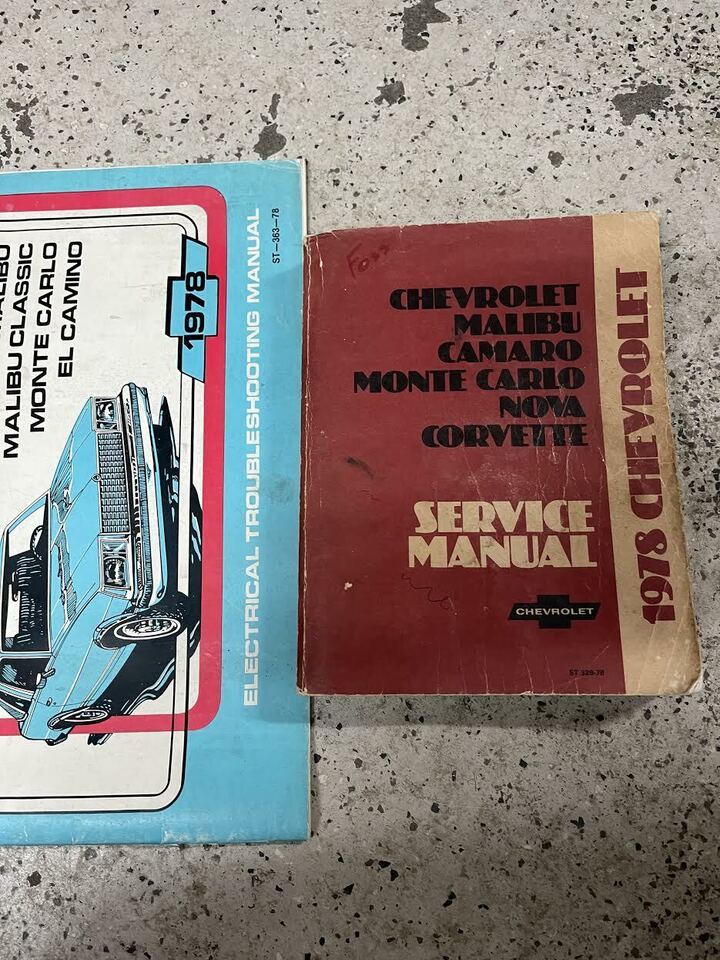 MALIBU
MALIBU CLASSIC
MONTE CARLO
EL CAMINO
1978
ELECTRICAL TROUBLESHOOTING MANUAL
ST-363-78
CHEVROLET
MALIBU
CAMARO
MONTE CARLO
NOVA
CORVETTE
SERVICE
MANUAL
CHEVROLET
ST 329-78
1978 CHEVROLET